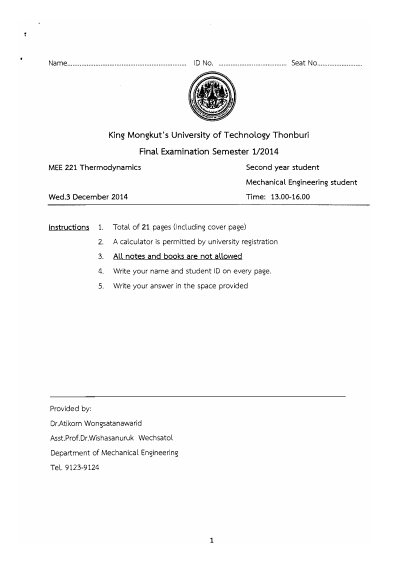 Name........................................................ ID No. ................................ Seat No.....................
King Mongkut's University of Technology Thonburi
Final Examination Semester 1/2014
MEE 221 Thermodynamics Second year student
Mechanical Engineering student
Wed.3 December 2014 Time: 13.00-16.00
Instructions 1. Total of 21 pages (including cover page)
2. A calculator is permitted by university registration
3. All notes and books are not allowed
4. Write your name and student ID on every page.
5. Write your answer in the space provided
Provided by:
Dr.Atikorn Wongsatanawarid
Asst.Prof.Dr.Wishasanuruk Wechsatol
Department of Mechanical Engineering
Tel. 9123-9124
1